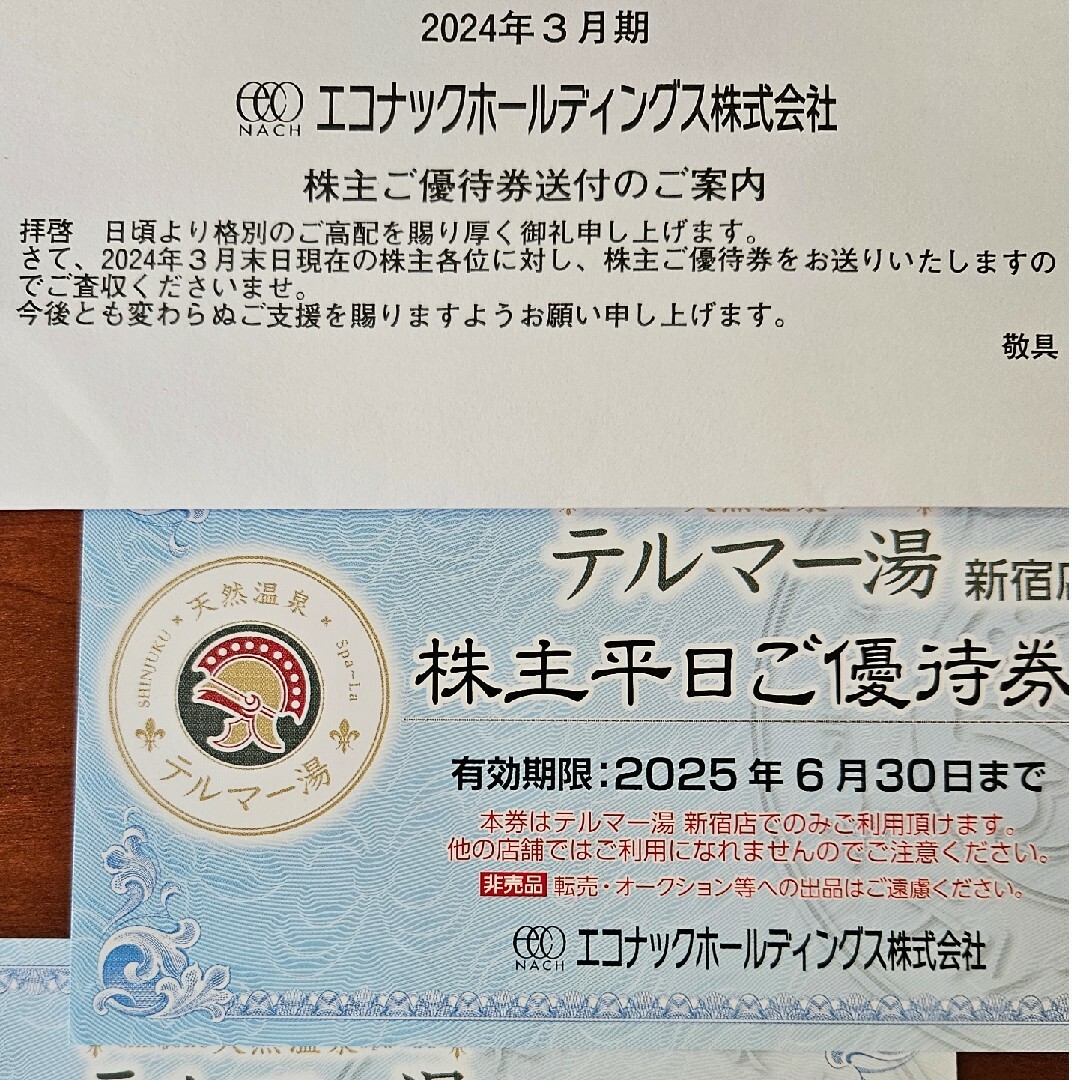 2024年3月期
eco NACH エコナックホールディングス株式会社
株主ご優待券送付のご案内
拝啓　日頃より格別のご高配を賜り厚く御礼申し上げます。
さて、2024年3月末日現在の株主各位に対し、株主ご優待券をお送りいたしますの
でご査収くださいませ。
今後とも変わらぬご支援を賜りますようお願い申し上げます。
敬具
天然温泉
SHINJUKU
Spa-La
テルマー湯
テルマー湯 新宿店
株主平日ご優待券
有効期限:2025年6月30日まで
本券はテルマー湯 新宿店でのみご利用頂けます。
他の店舗ではご利用になれませんのでご注意ください。
非売品 転売・オークション等への出品はご遠慮ください。
eco NACH エコナックホールディングス株式会社
天然温泉